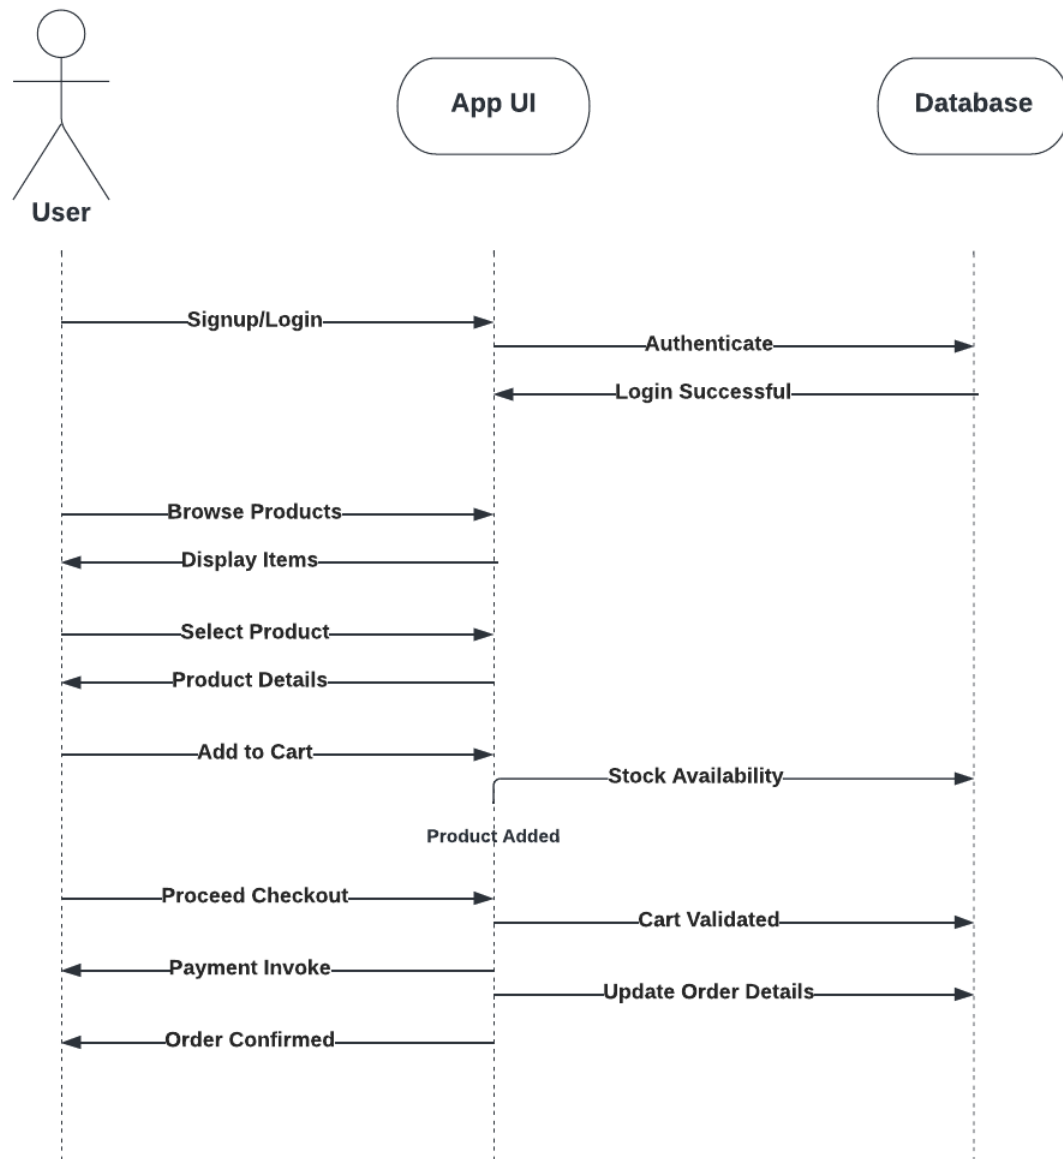 App UI
Database
User
Signup/Login
Authenticate
Login Successful
Browse Products
Display Items
Select Product
Product Details
Add to Cart
Stock Availability
Product Added
Proceed Checkout
Cart Validated
Payment Invoke
Update Order Details
Order Confirmed